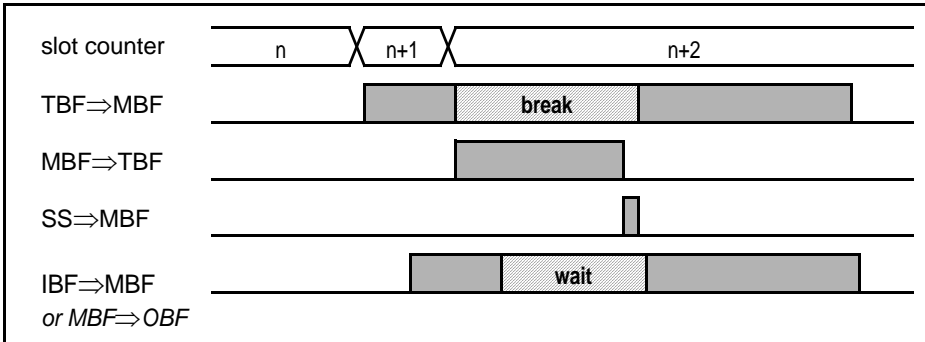 slot counter n n+1 n+2
TBF⇒MBF break
MBF⇒TBF
SS⇒MBF
IBF⇒MBF wait
or MBF⇒OBF